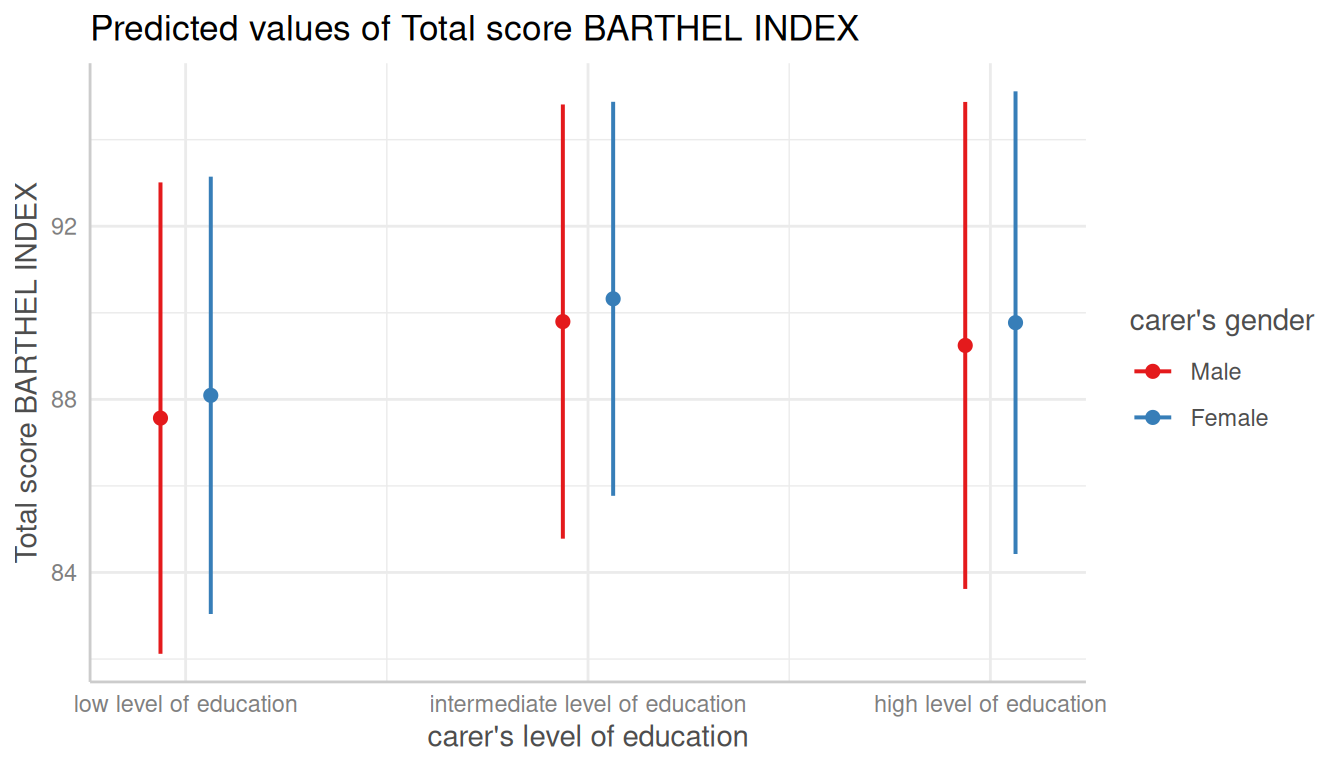 Predicted values of Total score BARTHEL INDEX
Total score BARTHEL INDEX
92
88
84
low level of education
intermediate level of education
high level of education
carer's level of education
carer's gender
Male
Female